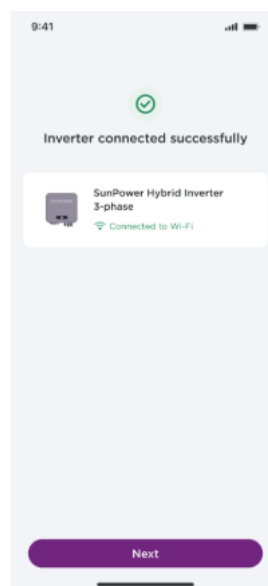 9:41
Inverter connected successfully
SunPower Hybrid Inverter
3-phase
Connected to Wi-Fi
Next